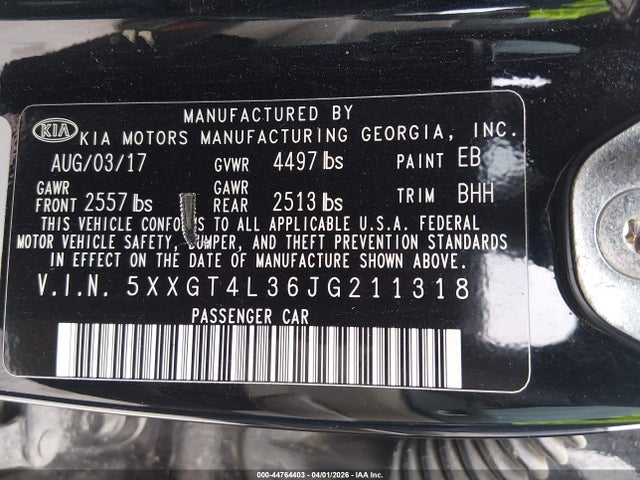 MANUFACTURED BY
KIA KIA MOTORS MANUFACTURING GEORGIA, INC.
AUG/03/17 GVWR 4497 lbs PAINT EB
GAWR FRONT 2557 lbs GAWR REAR 2513 lbs TRIM BHH
THIS VEHICLE CONFORMS TO ALL APPLICABLE U.S.A. FEDERAL
MOTOR VEHICLE SAFETY, BUMPER, AND THEFT PREVENTION STANDARDS
IN EFFECT ON THE DATE OF MANUFACTURE SHOWN ABOVE.
V.I.N. 5XXGT4L36JG211318
PASSENGER CAR
000-44764403 - 04/01/2026 - IAA Inc.